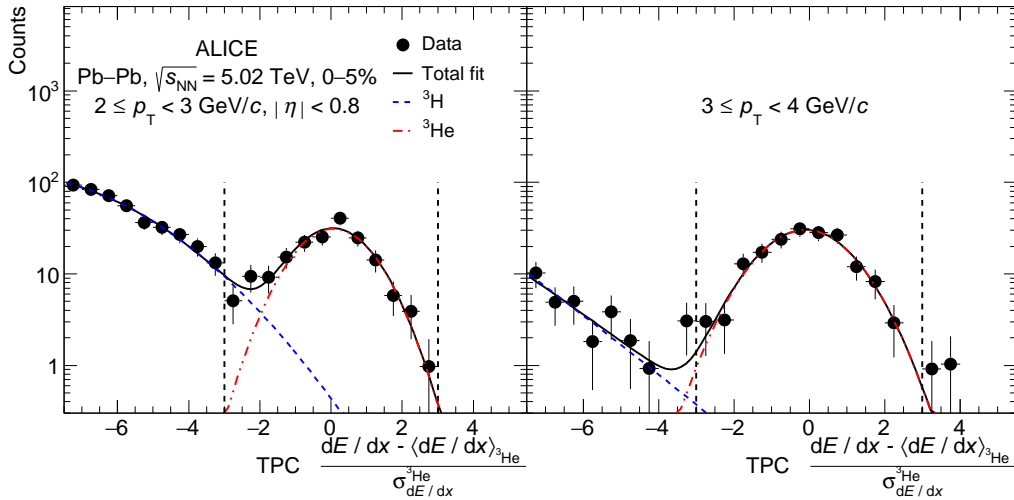 Counts
10³
10²
10
1
ALICE
Pb–Pb, √s_NN = 5.02 TeV, 0–5%
2 ≤ p_T < 3 GeV/c, | η | < 0.8
Data
Total fit
³H
³He
3 ≤ p_T < 4 GeV/c
−6 −4 −2 0 2 4
−6 −4 −2 0 2 4
TPC (dE / dx - ⟨dE / dx⟩_³He) / σ^³He_dE / dx
TPC (dE / dx - ⟨dE / dx⟩_³He) / σ^³He_dE / dx